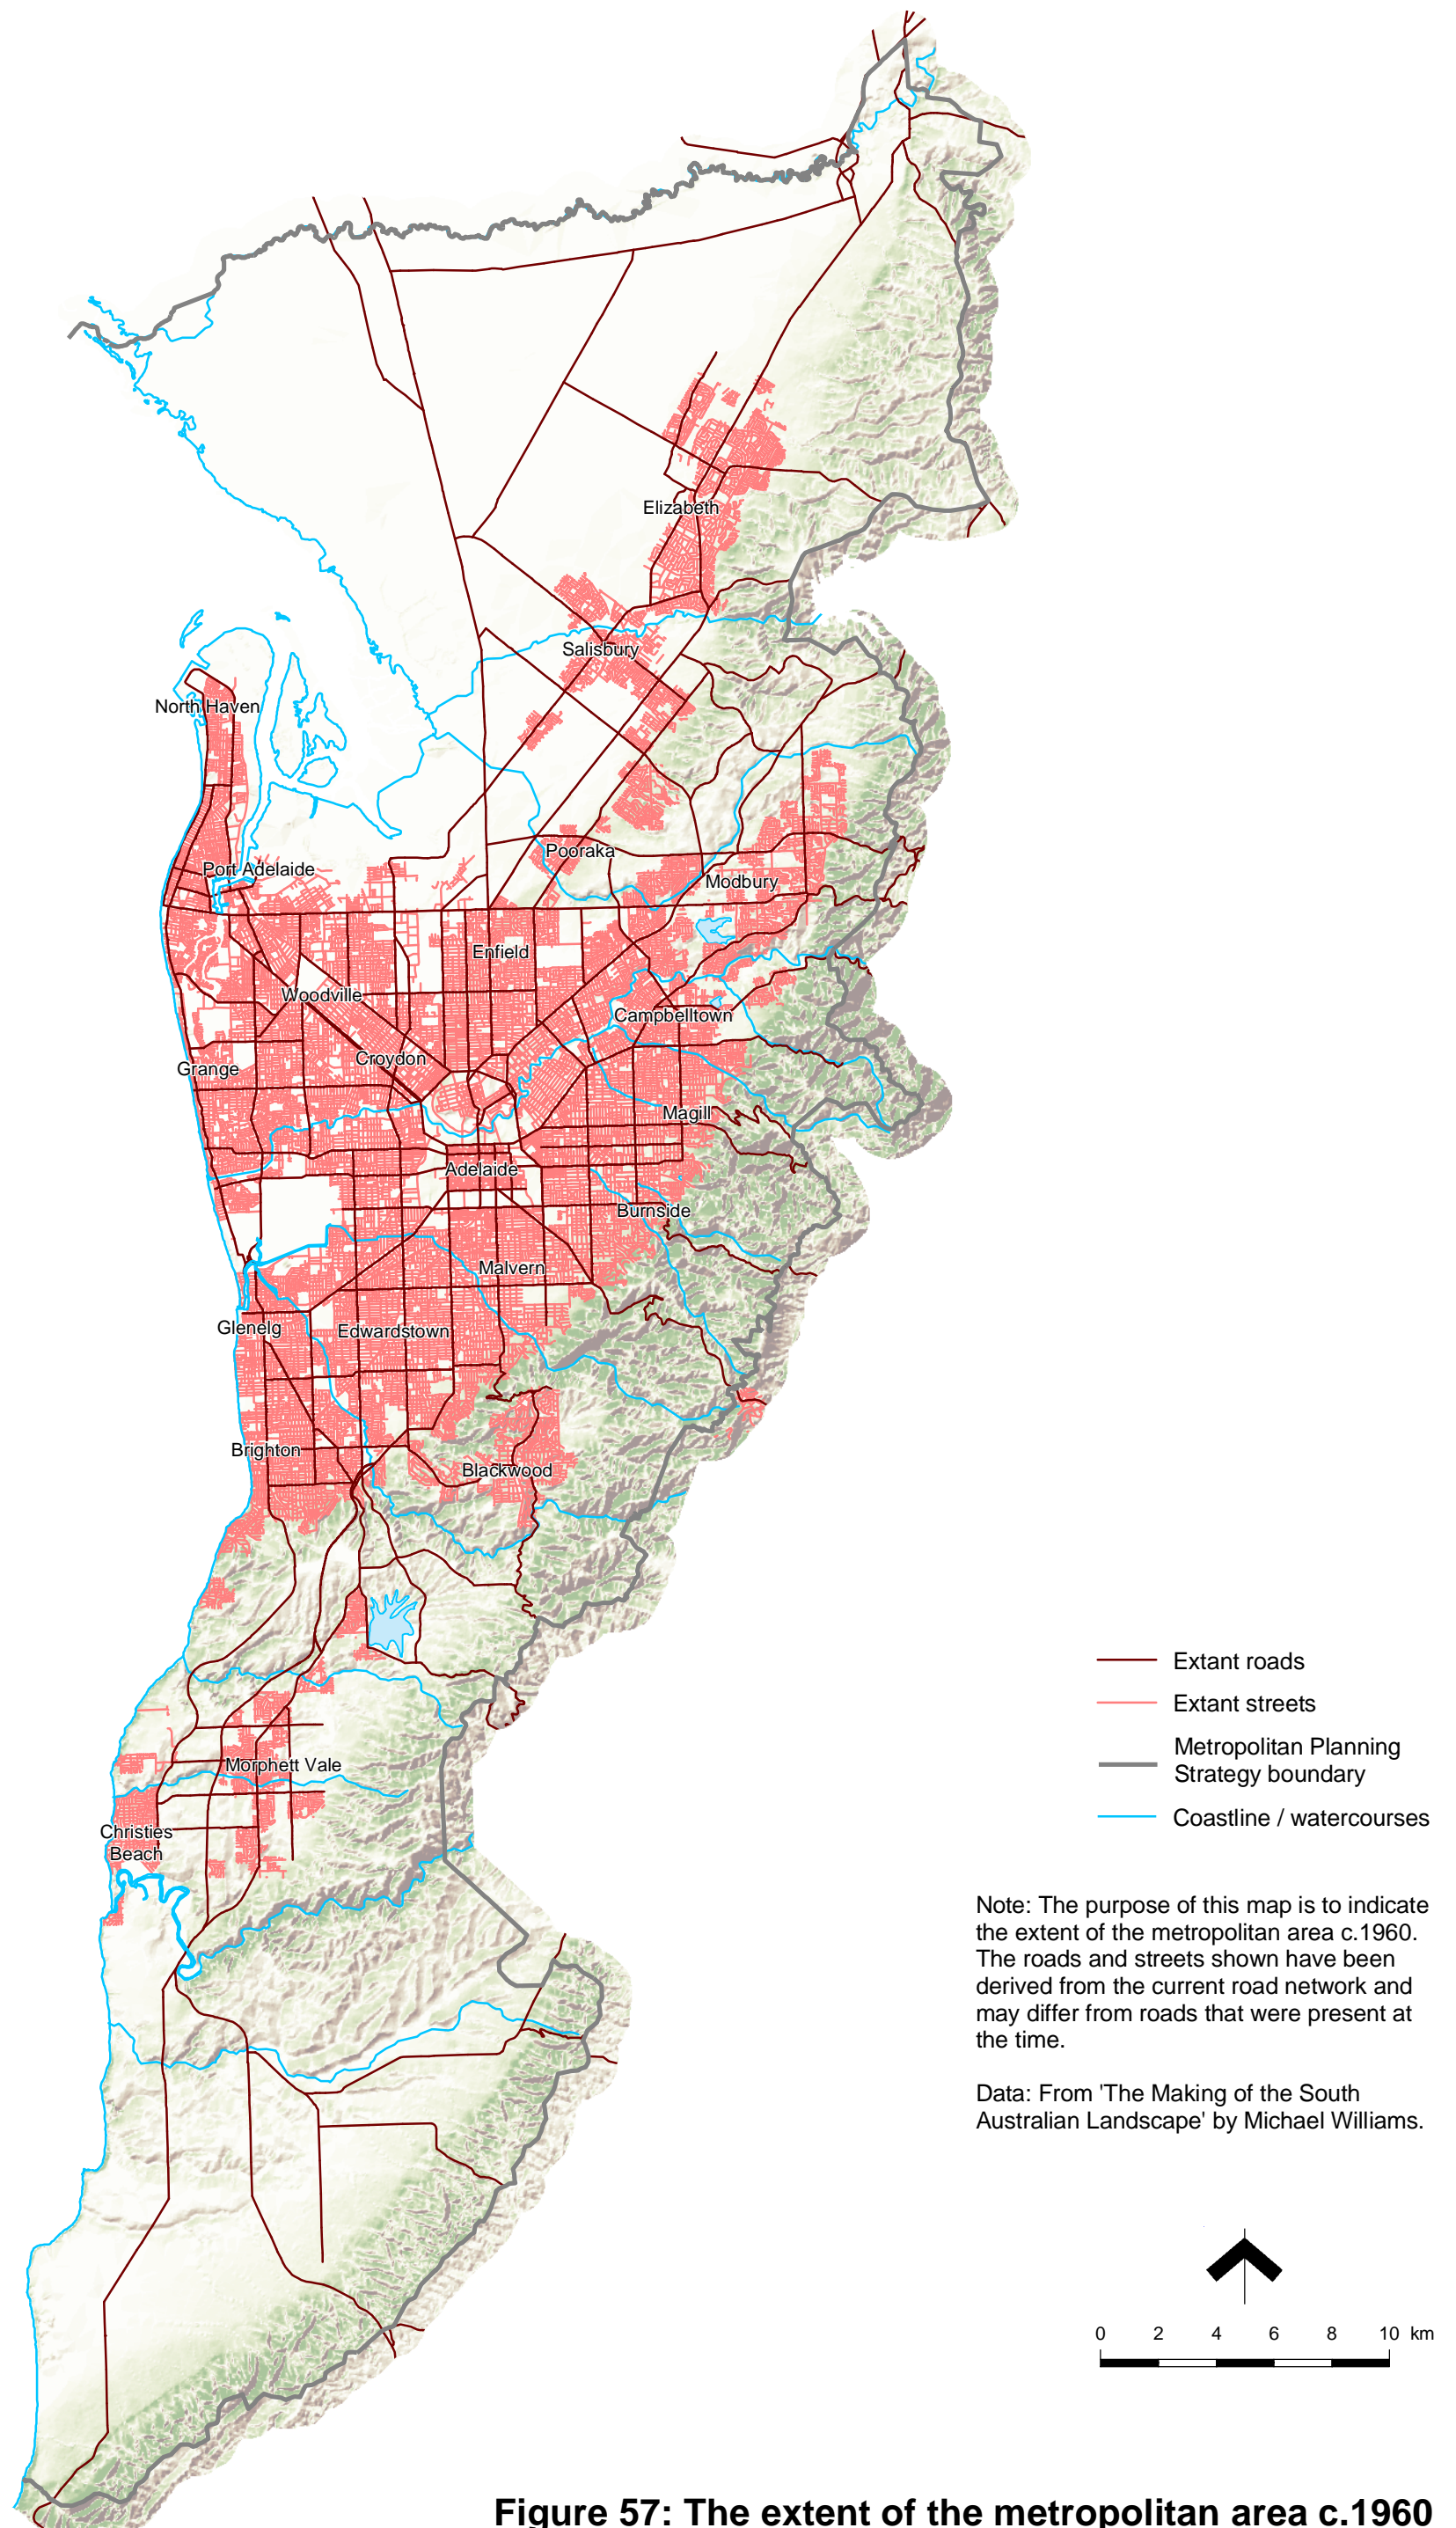 Elizabeth
Salisbury
North Haven
Pooraka
Port Adelaide
Modbury
Enfield
Woodville
Campbelltown
Croydon
Grange
Magill
Adelaide
Burnside
Malvern
Glenelg
Edwardstown
Brighton
Blackwood
Morphett Vale
Christies
Beach
Extant roads
Extant streets
Metropolitan Planning
Strategy boundary
Coastline / watercourses
Note: The purpose of this map is to indicate
the extent of the metropolitan area c.1960.
The roads and streets shown have been
derived from the current road network and
may differ from roads that were present at
the time.
Data: From 'The Making of the South
Australian Landscape' by Michael Williams.
0 2 4 6 8 10 km
Figure 57: The extent of the metropolitan area c.1960